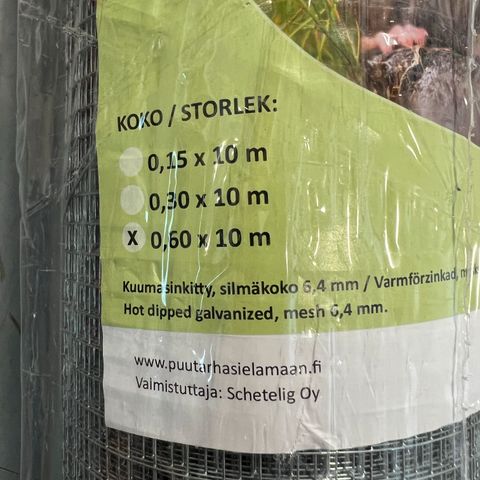 KOKO / STORLEK:
0,15 x 10 m
0,30 x 10 m
X 0,60 x 10 m
Kuumasinkitty, silmäkoko 6,4 mm / Varmförzinkad,
Hot dipped galvanized, mesh 6,4 mm.
www.puutarhasielamaan.fi
Valmistuttaja: Schetelig Oy